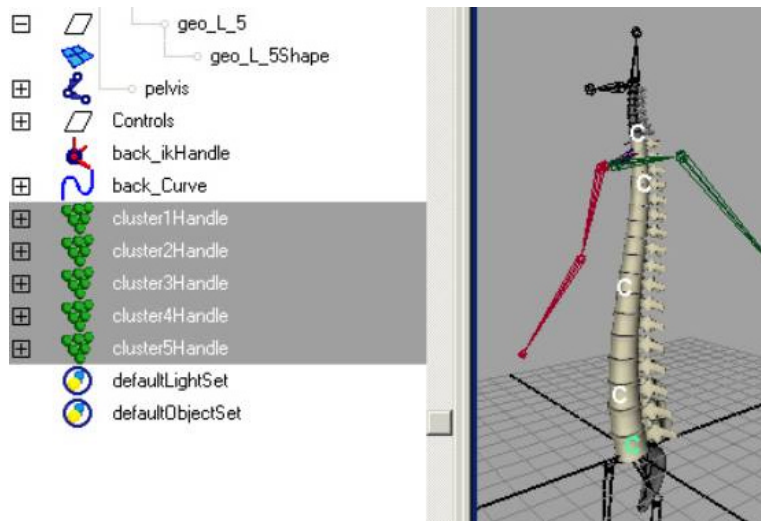 geo_L_5
geo_L_5Shape
pelvis
Controls
back_ikHandle
back_Curve
cluster1Handle
cluster2Handle
cluster3Handle
cluster4Handle
cluster5Handle
defaultLightSet
defaultObjectSet
C
C
C
C
C